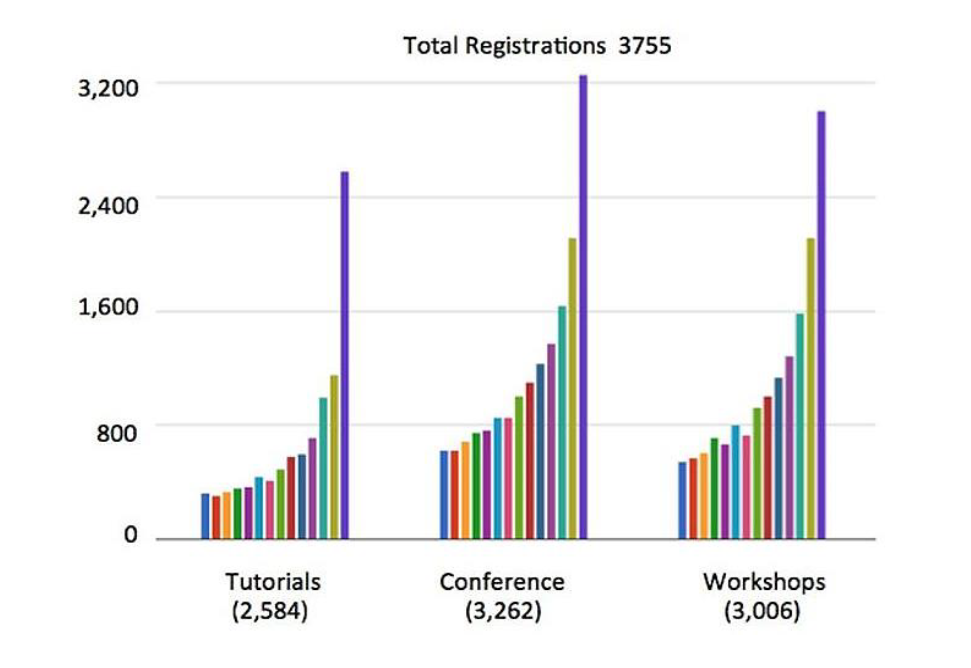 Total Registrations 3755
3,200
2,400
1,600
800
0
Tutorials
(2,584)
Conference
(3,262)
Workshops
(3,006)